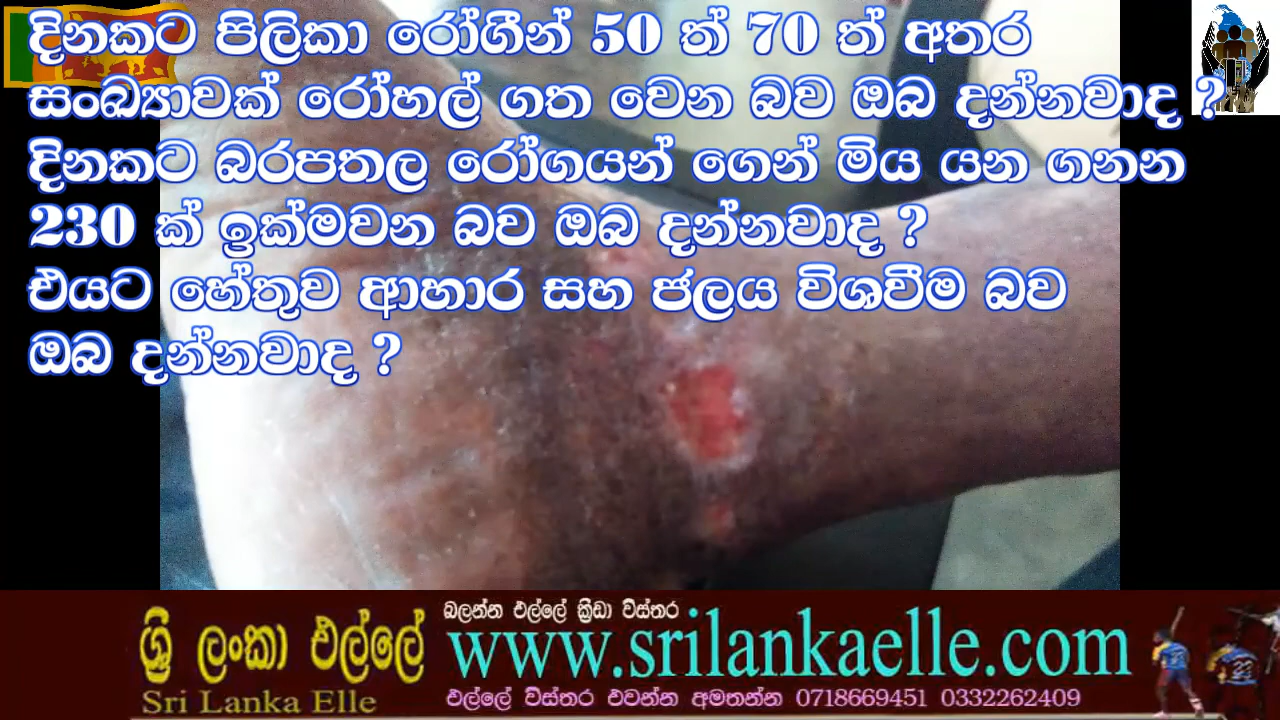 දිනකට පිලිකා රෝගීන් 50 ත් 70 ත් අතර
සංඛ්‍යාවක් රෝහල් ගත වෙන බව ඔබ දන්නවාද ?
දිනකට බරපතල රෝගයන් ගෙන් මිය යන ගනන
230 ක් ඉක්මවන බව ඔබ දන්නවාද ?
එයට හේතුව ආහාර සහ ජලය විශවීම බව
ඔබ දන්නවාද ?
ශ්‍රී ලංකා එල්ලේ
Sri Lanka Elle
බලන්න එල්ලේ ක්‍රීඩා විස්තර
www.srilankaelle.com
එල්ලේ විස්තර එවන්න අමතන්න 0718669451 0332262409
23